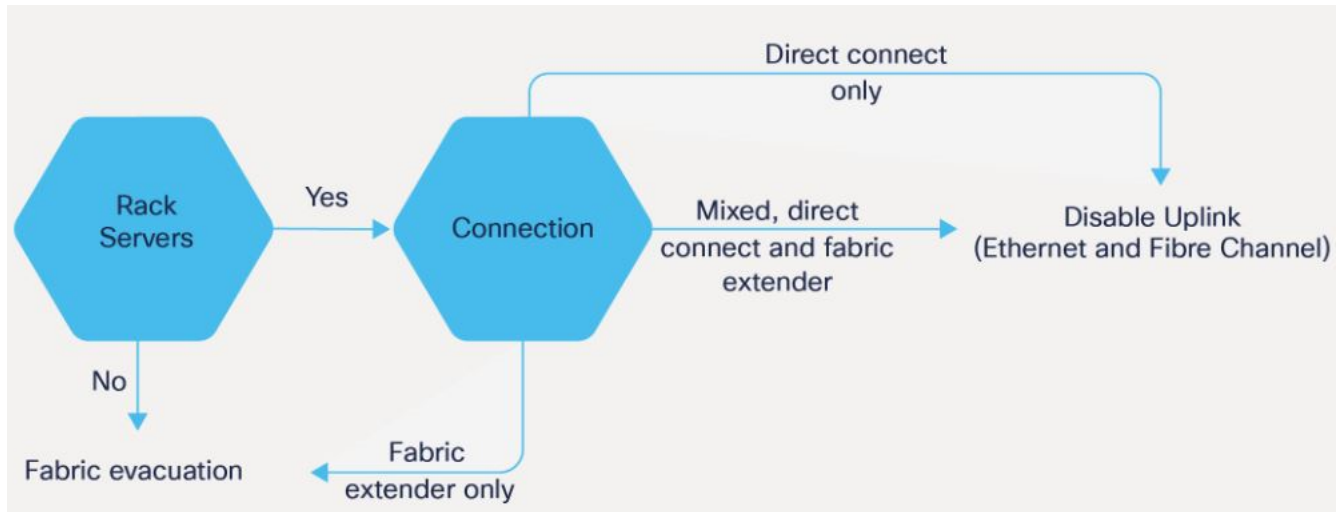 Direct connect
only
Rack
Servers
Yes
Connection
Mixed, direct
connect and fabric
extender
Disable Uplink
(Ethernet and Fibre Channel)
No
Fabric evacuation
Fabric
extender only